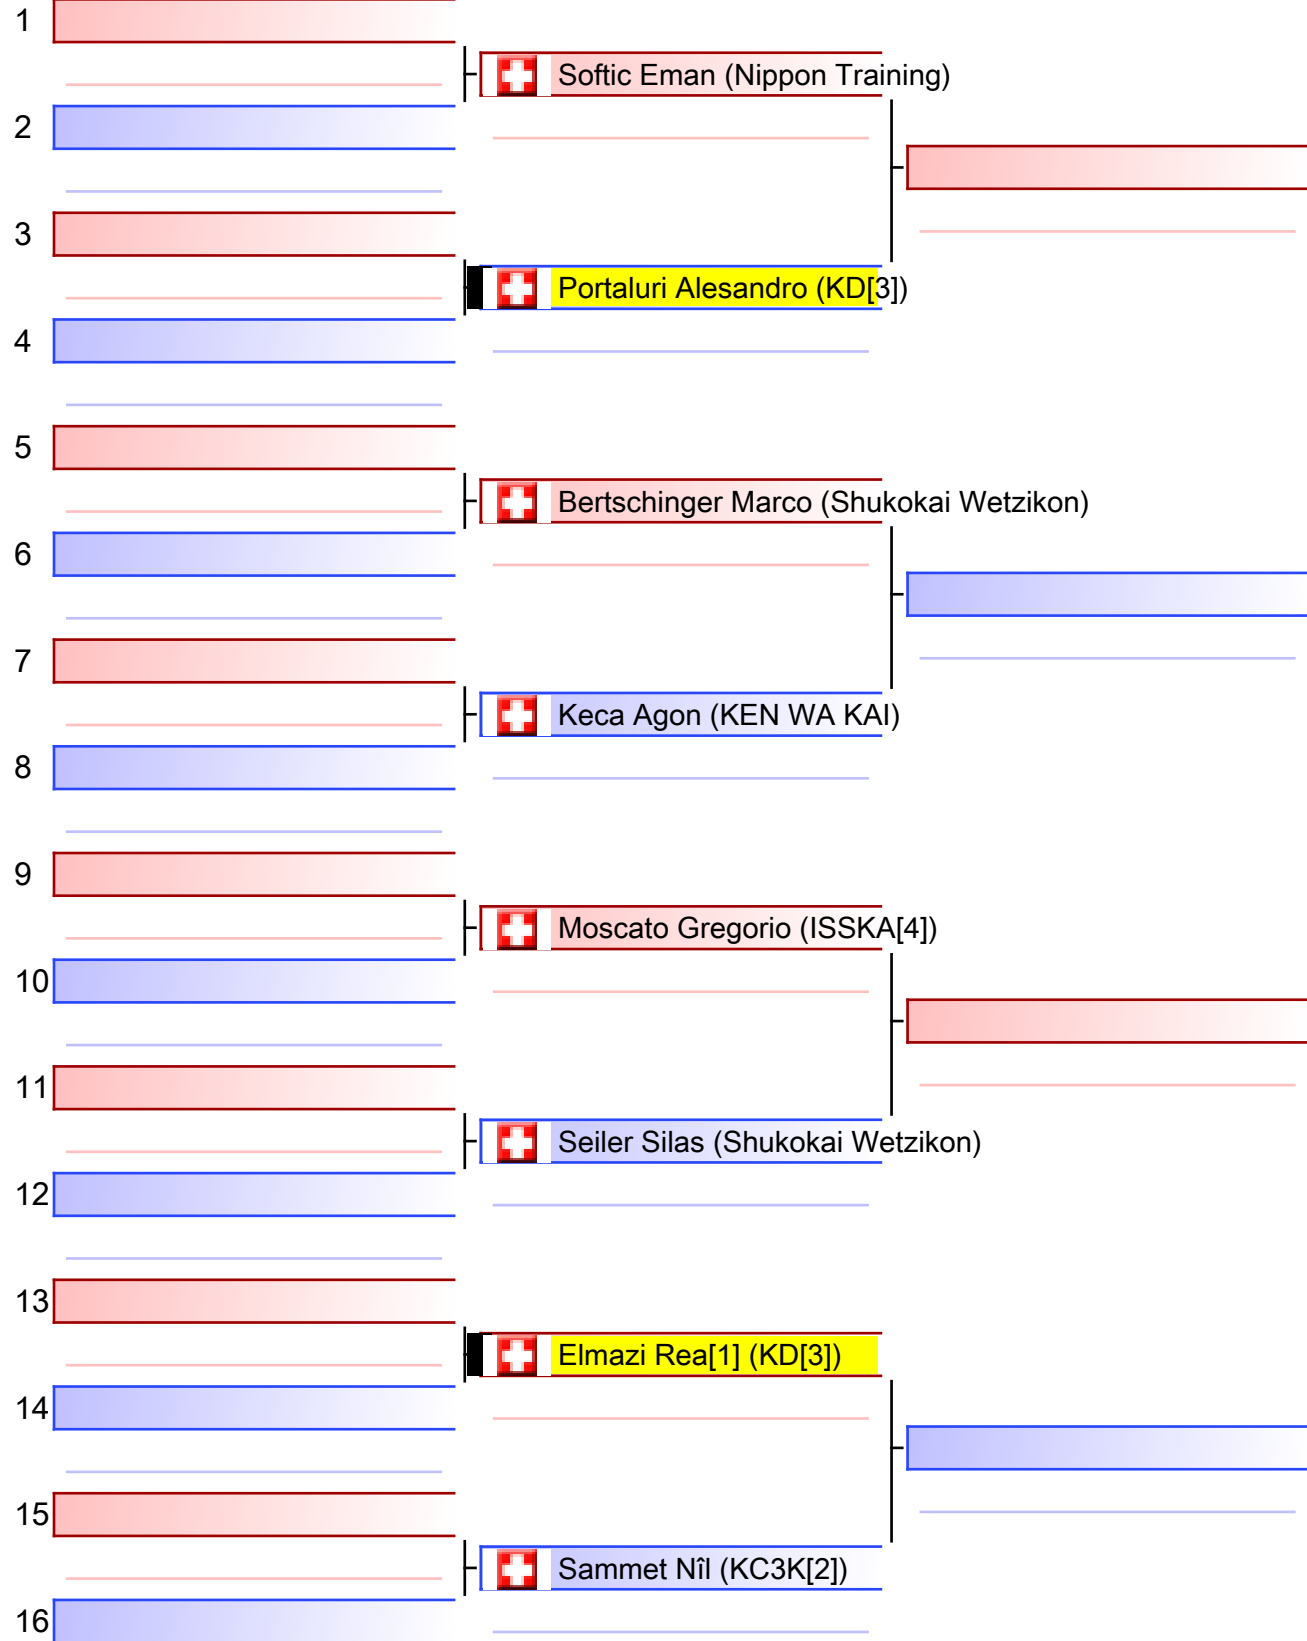 1
Softic Eman (Nippon Training)
2
3
Portaluri Alesandro (KD[3])
4
5
Bertschinger Marco (Shukokai Wetzikon)
6
7
Keca Agon (KEN WA KAI)
8
9
Moscato Gregorio (ISSKA[4])
10
11
Seiler Silas (Shukokai Wetzikon)
12
13
Elmazi Rea[1] (KD[3])
14
15
Sammet Nîl (KC3K[2])
16